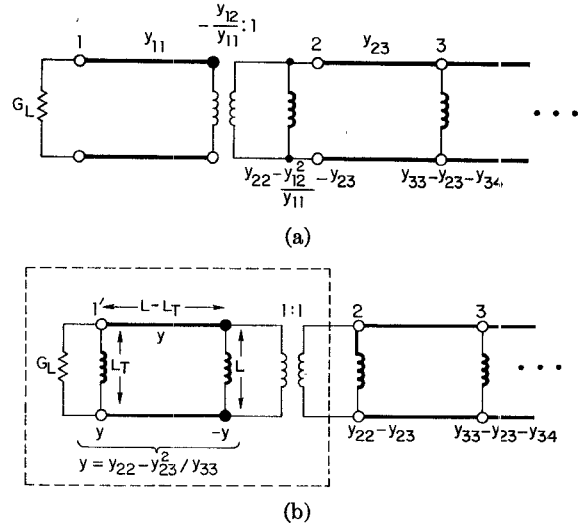 1
y11
- y12/y11 : 1
2
y23
3
GL
y22 - y12²/y11 - y23
y33 - y23 - y34
...
(a)
1'
L - LT
1:1
2
3
y
GL
LT
L
y
-y
y22 - y23
y33 - y23 - y34
...
y = y22 - y23²/y33
(b)